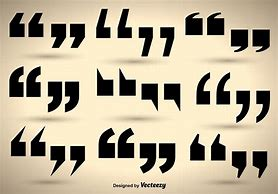 “„ “„ “”
“” “” “”
“” “” “”
Designed by Vecteezy